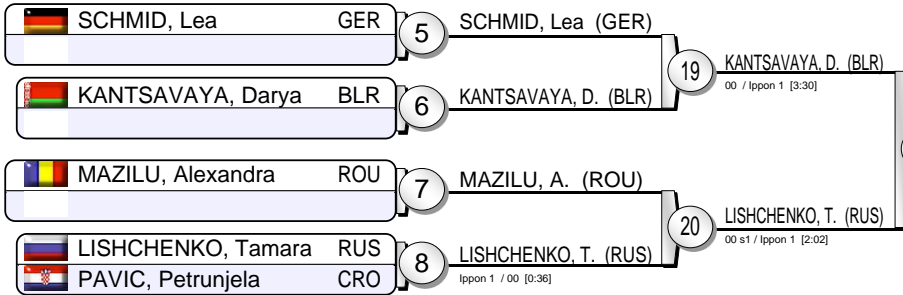 SCHMID, Lea GER
5
SCHMID, Lea (GER)
19
KANTSAVAYA, D. (BLR)
00 / Ippon 1 [3:30]
KANTSAVAYA, Darya BLR
6
KANTSAVAYA, D. (BLR)
MAZILU, Alexandra ROU
7
MAZILU, A. (ROU)
20
LISHCHENKO, T. (RUS)
00 s1 / Ippon 1 [2:02]
LISHCHENKO, Tamara RUS
8
LISHCHENKO, T. (RUS)
Ippon 1 / 00 [0:36]
PAVIC, Petrunjela CRO